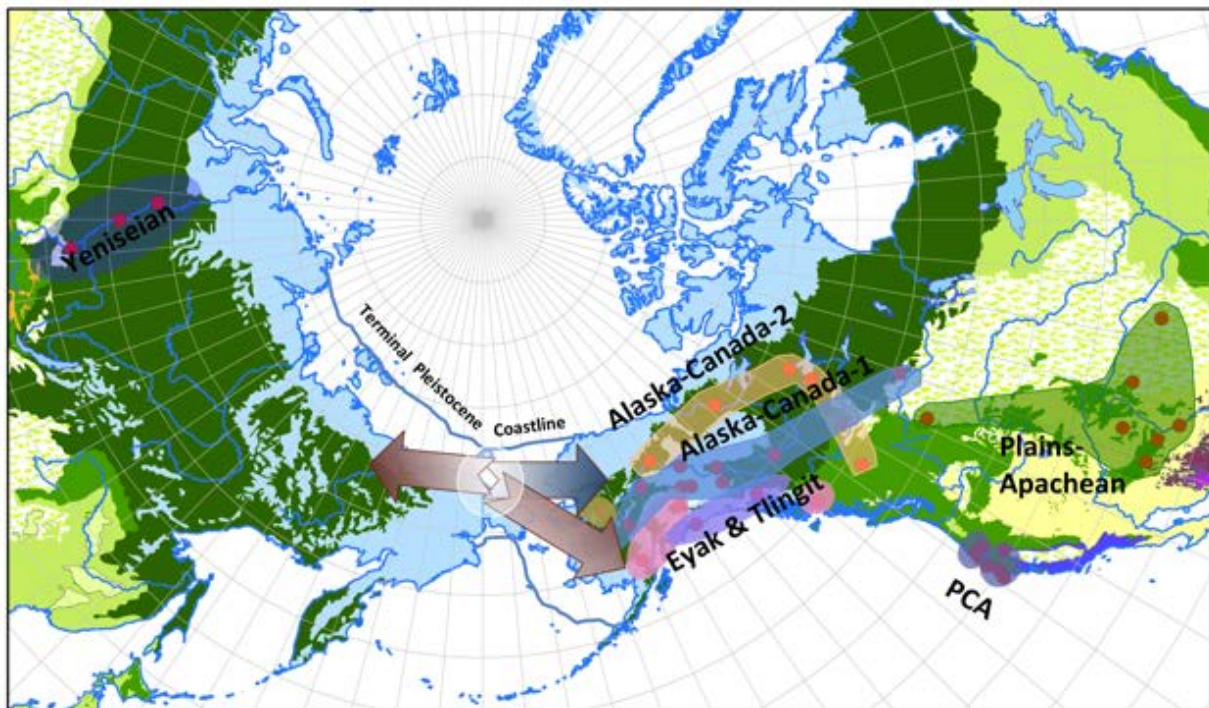 Yeniseian
Terminal Pleistocene
Coastline
Alaska-Canada-2
Alaska-Canada-1
Eyak & Tlingit
Plains-
Apachean
PCA